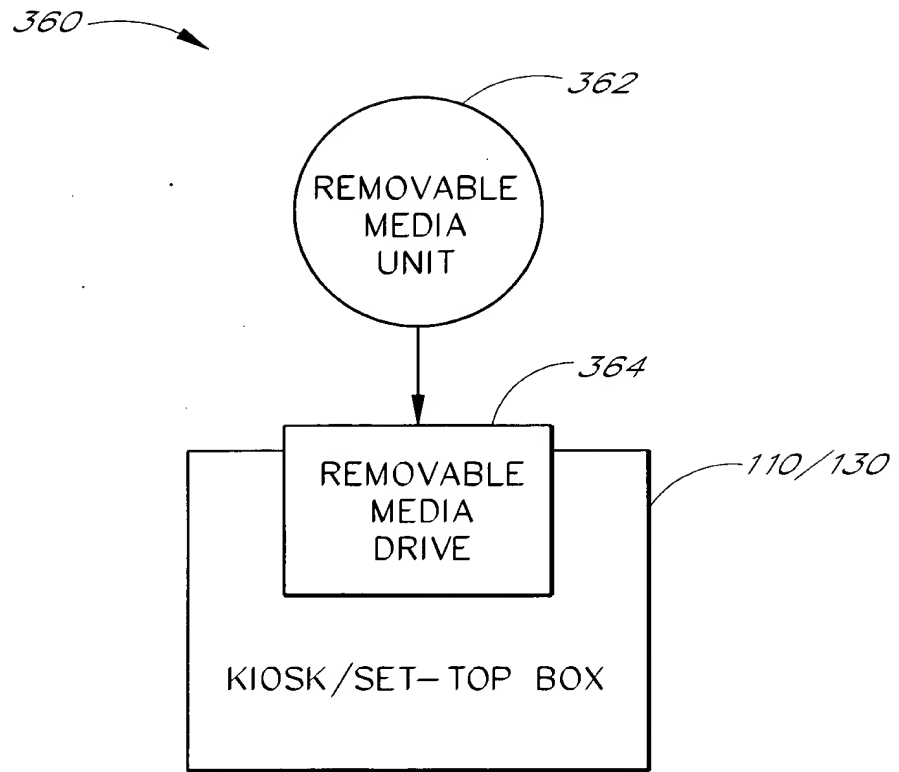 360
362
REMOVABLE
MEDIA
UNIT
364
REMOVABLE
MEDIA
DRIVE
110/130
KIOSK/SET-TOP BOX